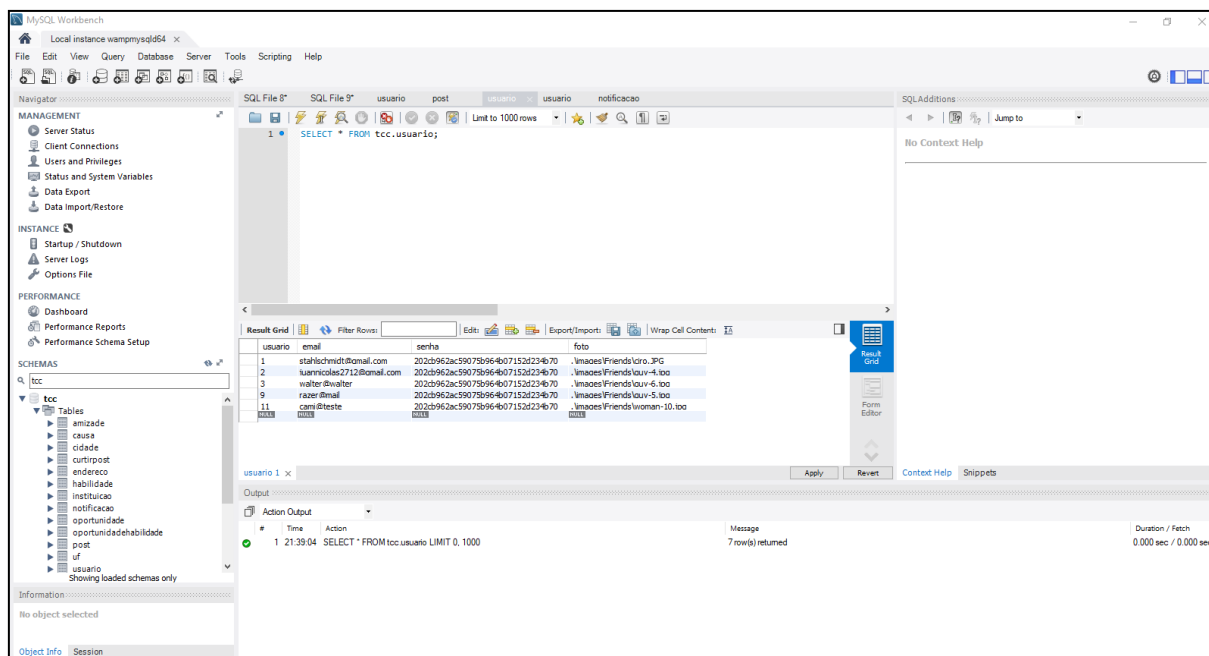 MySQL Workbench
Local instance wampmysqld64 ×
File Edit View Query Database Server Tools Scripting Help
Navigator
MANAGEMENT
Server Status
Client Connections
Users and Privileges
Status and System Variables
Data Export
Data Import/Restore
INSTANCE
Startup / Shutdown
Server Logs
Options File
PERFORMANCE
Dashboard
Performance Reports
Performance Schema Setup
SCHEMAS
tcc
tcc
Tables
amizade
causa
cidade
curtirpost
endereco
habilidade
instituicao
notificacao
oportunidade
oportunidadehabilidade
post
uf
usuario
Showing loaded schemas only
Information
No object selected
Object Info Session
SQL File 8* SQL File 9* usuario post usuario × usuario notificacao
Limit to 1000 rows
1 SELECT * FROM tcc.usuario;
Result Grid Filter Rows: Edit: Export/Import: Wrap Cell Content:
usuario email senha foto
1 stahlschmidt@gmail.com 202cb962ac59075b964b07152d234b70 .\images\Friends\ciro.JPG
2 iuannicolas2712@gmail.com 202cb962ac59075b964b07152d234b70 .\images\Friends\guy-4.jpg
3 walter@walter 202cb962ac59075b964b07152d234b70 .\images\Friends\guy-6.jpg
9 razer@mail 202cb962ac59075b964b07152d234b70 .\images\Friends\guy-5.jpg
11 cami@teste 202cb962ac59075b964b07152d234b70 .\images\Friends\woman-10.jpg
NULL NULL NULL NULL
Result Grid
Form Editor
usuario 1 × Apply Revert
Output
Action Output
# Time Action Message Duration / Fetch
1 21:39:04 SELECT * FROM tcc.usuario LIMIT 0, 1000 7 row(s) returned 0.000 sec / 0.000 sec
SQLAdditions
Jump to
No Context Help
Context Help Snippets